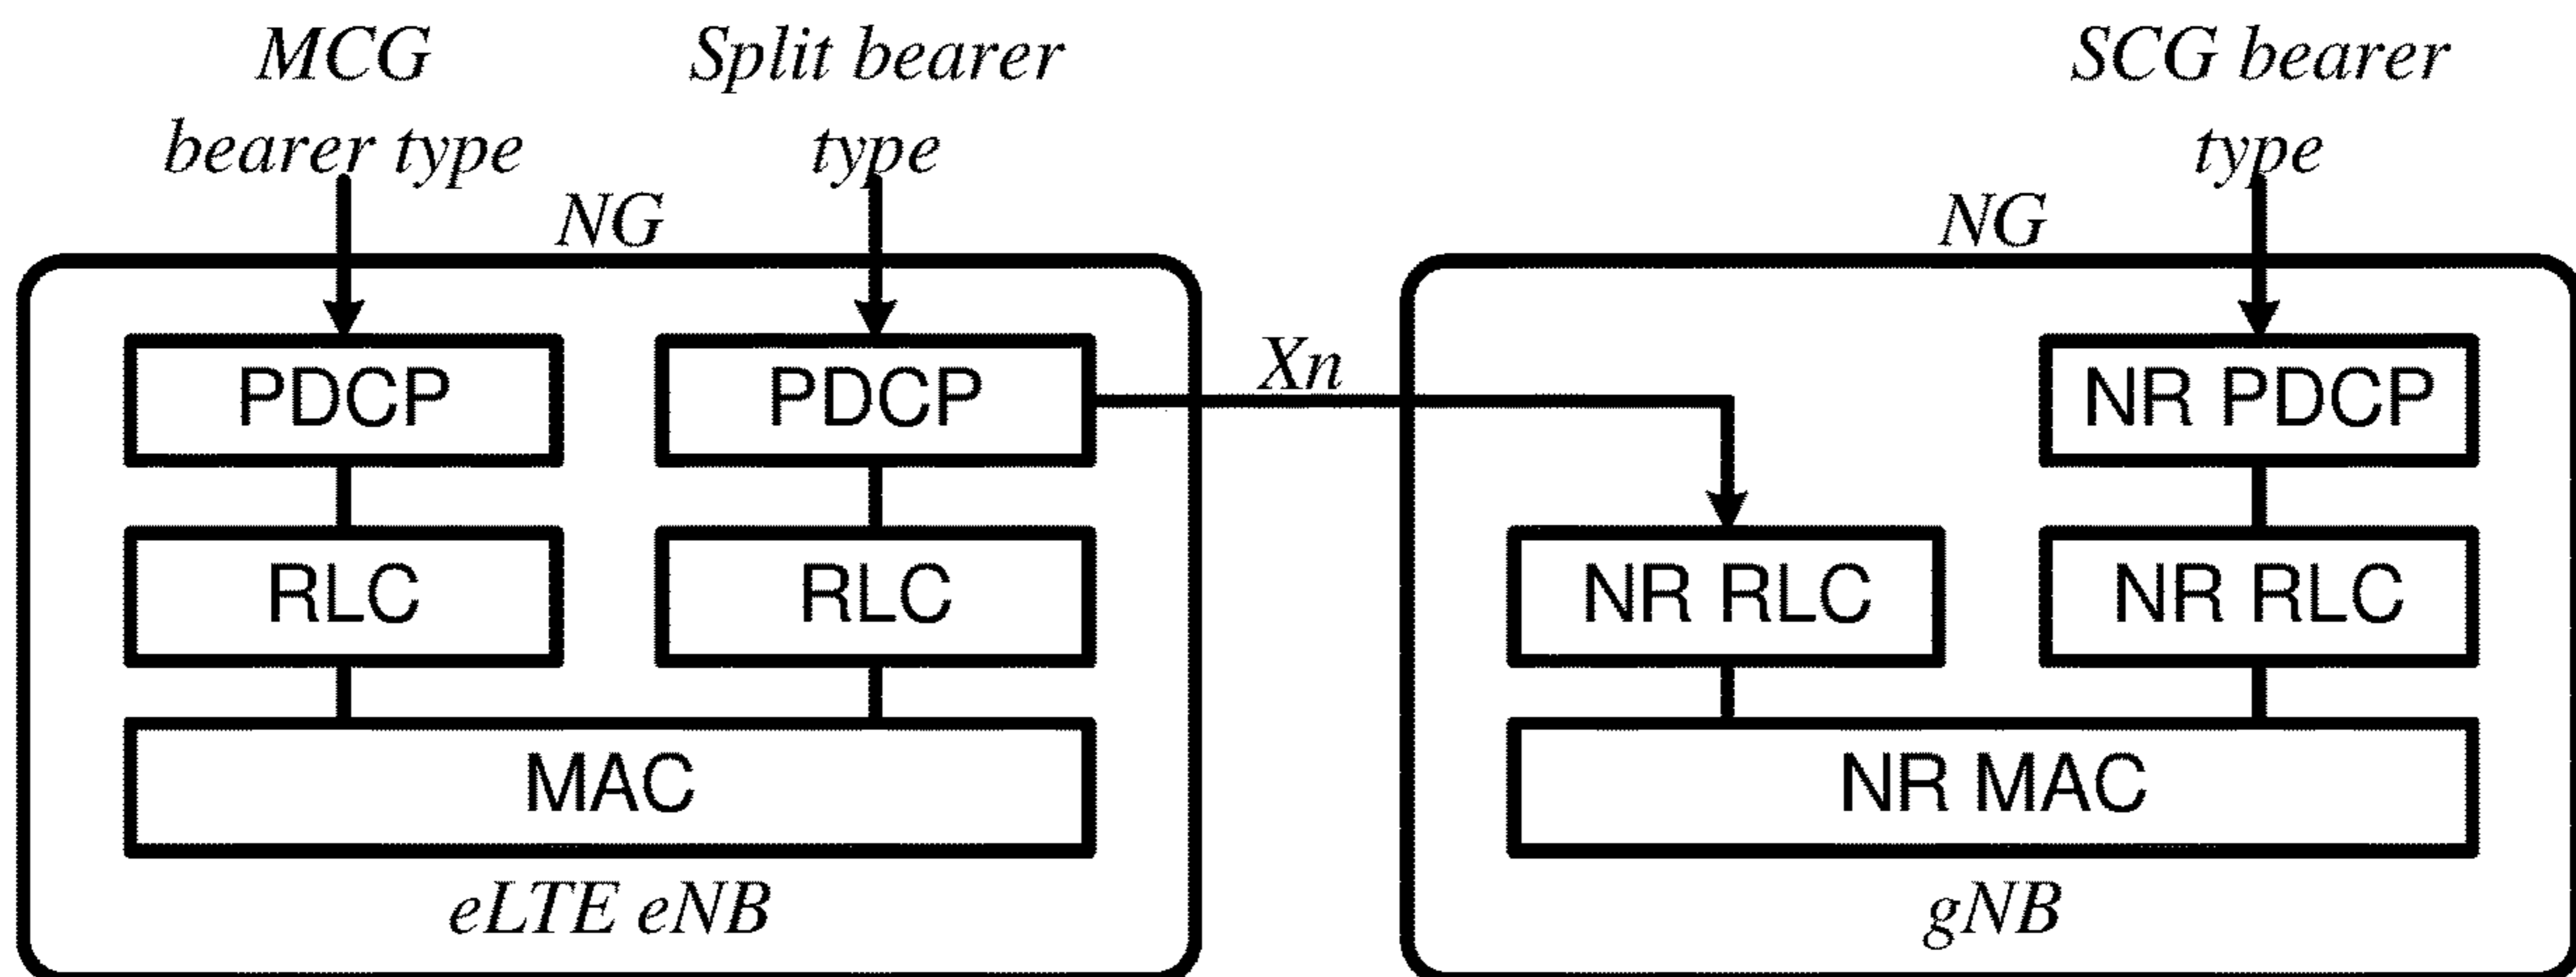 MCG
bearer type
Split bearer
type
SCG bearer
type
NG
NG
Xn
PDCP
PDCP
NR PDCP
RLC
RLC
NR RLC
NR RLC
MAC
NR MAC
eLTE eNB
gNB